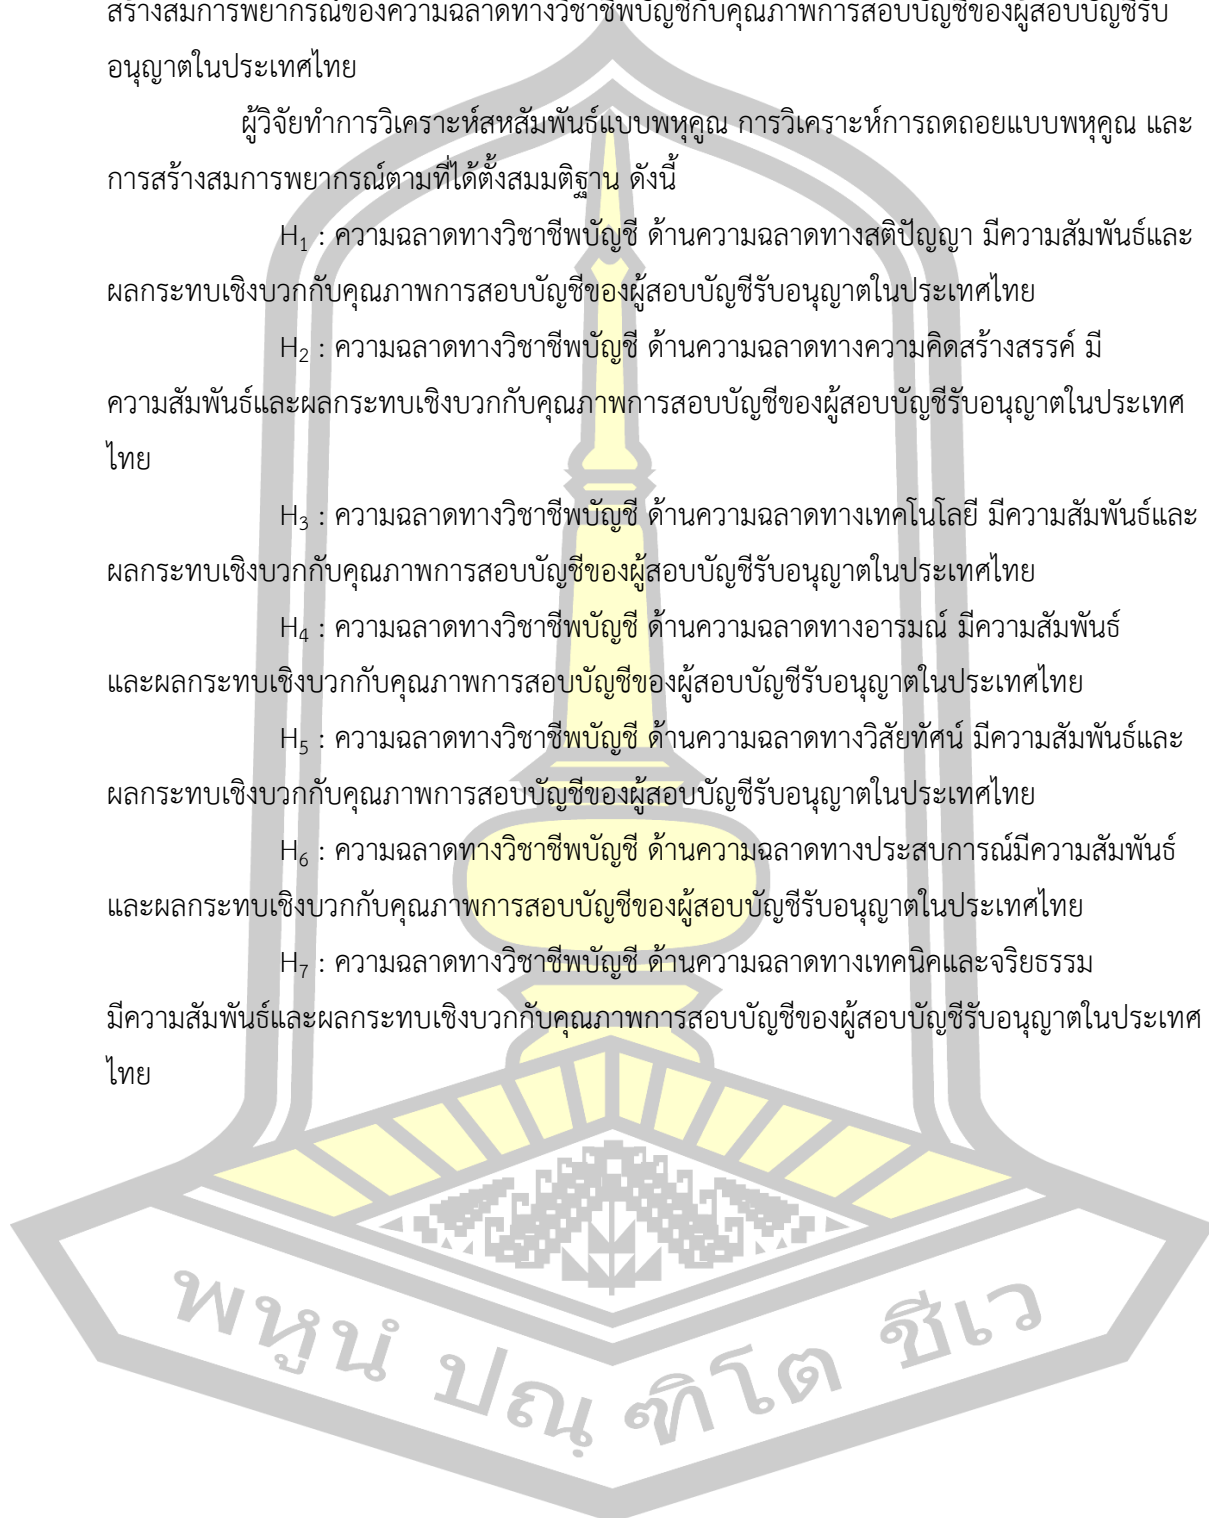 สร้างสมการพยากรณ์ของความฉลาดทางวิชาชีพบัญชีกับคุณภาพการสอบบัญชีของผู้สอบบัญชีรับ
อนุญาตในประเทศไทย
ผู้วิจัยทำการวิเคราะห์สหสัมพันธ์แบบพหุคูณ การวิเคราะห์การถดถอยแบบพหุคูณ และ
การสร้างสมการพยากรณ์ตามที่ได้ตั้งสมมติฐาน ดังนี้
H₁ : ความฉลาดทางวิชาชีพบัญชี ด้านความฉลาดทางสติปัญญา มีความสัมพันธ์และ
ผลกระทบเชิงบวกกับคุณภาพการสอบบัญชีของผู้สอบบัญชีรับอนุญาตในประเทศไทย
H₂ : ความฉลาดทางวิชาชีพบัญชี ด้านความฉลาดทางความคิดสร้างสรรค์ มี
ความสัมพันธ์และผลกระทบเชิงบวกกับคุณภาพการสอบบัญชีของผู้สอบบัญชีรับอนุญาตในประเทศ
ไทย
H₃ : ความฉลาดทางวิชาชีพบัญชี ด้านความฉลาดทางเทคโนโลยี มีความสัมพันธ์และ
ผลกระทบเชิงบวกกับคุณภาพการสอบบัญชีของผู้สอบบัญชีรับอนุญาตในประเทศไทย
H₄ : ความฉลาดทางวิชาชีพบัญชี ด้านความฉลาดทางอารมณ์ มีความสัมพันธ์
และผลกระทบเชิงบวกกับคุณภาพการสอบบัญชีของผู้สอบบัญชีรับอนุญาตในประเทศไทย
H₅ : ความฉลาดทางวิชาชีพบัญชี ด้านความฉลาดทางวิสัยทัศน์ มีความสัมพันธ์และ
ผลกระทบเชิงบวกกับคุณภาพการสอบบัญชีของผู้สอบบัญชีรับอนุญาตในประเทศไทย
H₆ : ความฉลาดทางวิชาชีพบัญชี ด้านความฉลาดทางประสบการณ์มีความสัมพันธ์
และผลกระทบเชิงบวกกับคุณภาพการสอบบัญชีของผู้สอบบัญชีรับอนุญาตในประเทศไทย
H₇ : ความฉลาดทางวิชาชีพบัญชี ด้านความฉลาดทางเทคนิคและจริยธรรม
มีความสัมพันธ์และผลกระทบเชิงบวกกับคุณภาพการสอบบัญชีของผู้สอบบัญชีรับอนุญาตในประเทศ
ไทย
พหูนํ ปณฺฑิโต ชีเว